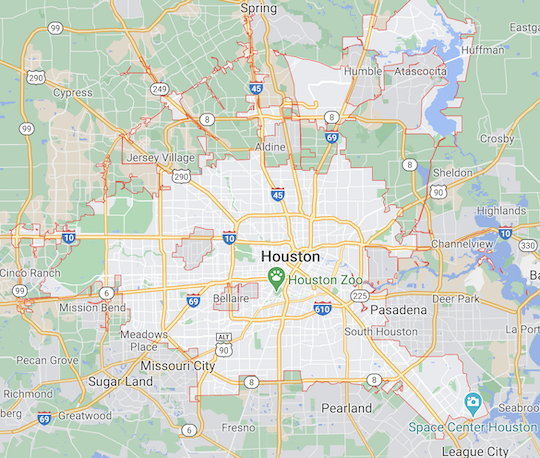 Spring
99
Huffman
Eastga
290
Humble
Atascocita
45
Cypress
249
8
8
69
Crosby
99
Aldine
Jersey Village
8
Sheldon
290
45
90
Highlands
10
10
Channelview
10
330
Houston
Cinco Ranch
Houston Zoo
Ba
99
6
69
Bellaire
225
Deer Park
Mission Bend
610
Pasadena
Meadows
Place
ALT
90
South Houston
La Port
Pecan Grove
Missouri City
Sugar Land
8
8
Richmond
berg
Greatwood
Pearland
Seabroo
69
6
Fresno
Space Center Houston
League City